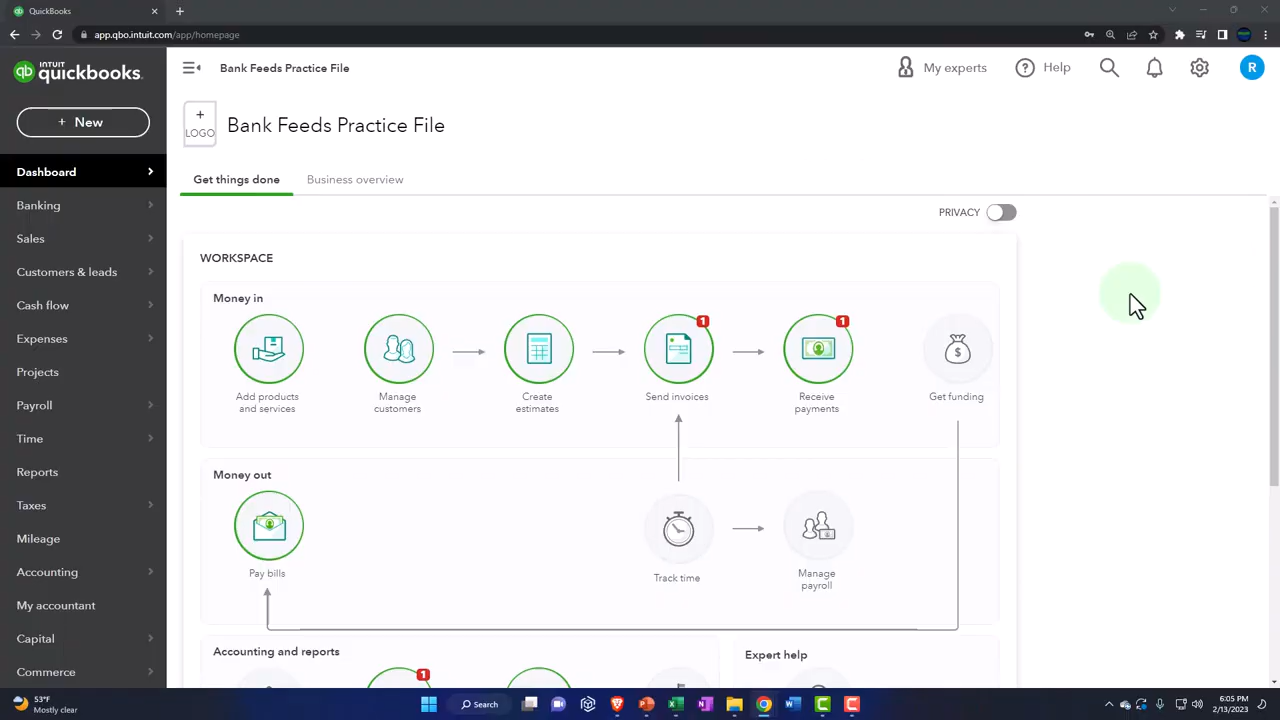 QuickBooks
app.qbo.intuit.com/app/homepage
INTUIT
quickbooks.
Bank Feeds Practice File
My experts
Help
R
+ New
+
LOGO
Bank Feeds Practice File
Dashboard
Banking
Sales
Customers & leads
Cash flow
Expenses
Projects
Payroll
Time
Reports
Taxes
Mileage
Accounting
My accountant
Capital
Commerce
Get things done
Business overview
PRIVACY
WORKSPACE
Money in
1
1
Add products
and services
Manage
customers
Create
estimates
Send invoices
Receive
payments
Get funding
Money out
Pay bills
Track time
Manage
payroll
Accounting and reports
1
Expert help
53°F
Mostly clear
Search
6:05 PM
2/13/2023